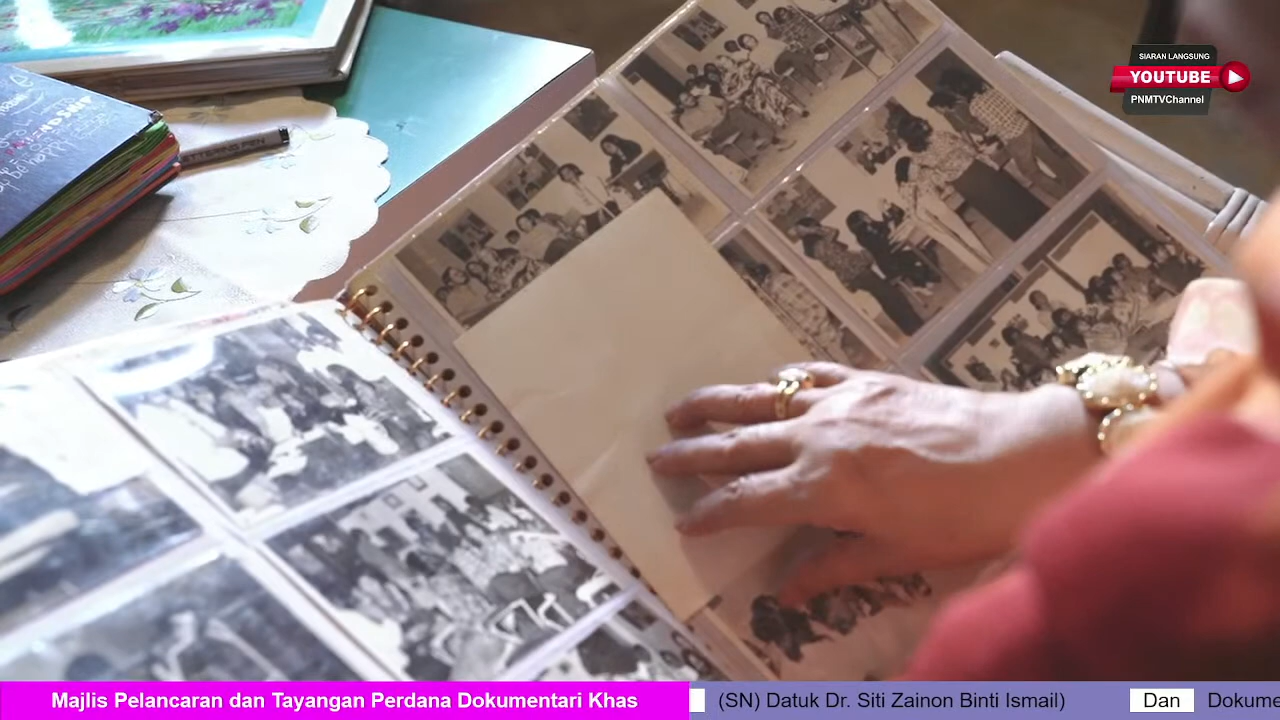 SIARAN LANGSUNG
YOUTUBE
PNMTVChannel
Majlis Pelancaran dan Tayangan Perdana Dokumentari Khas
(SN) Datuk Dr. Siti Zainon Binti Ismail)
Dan
Dokume